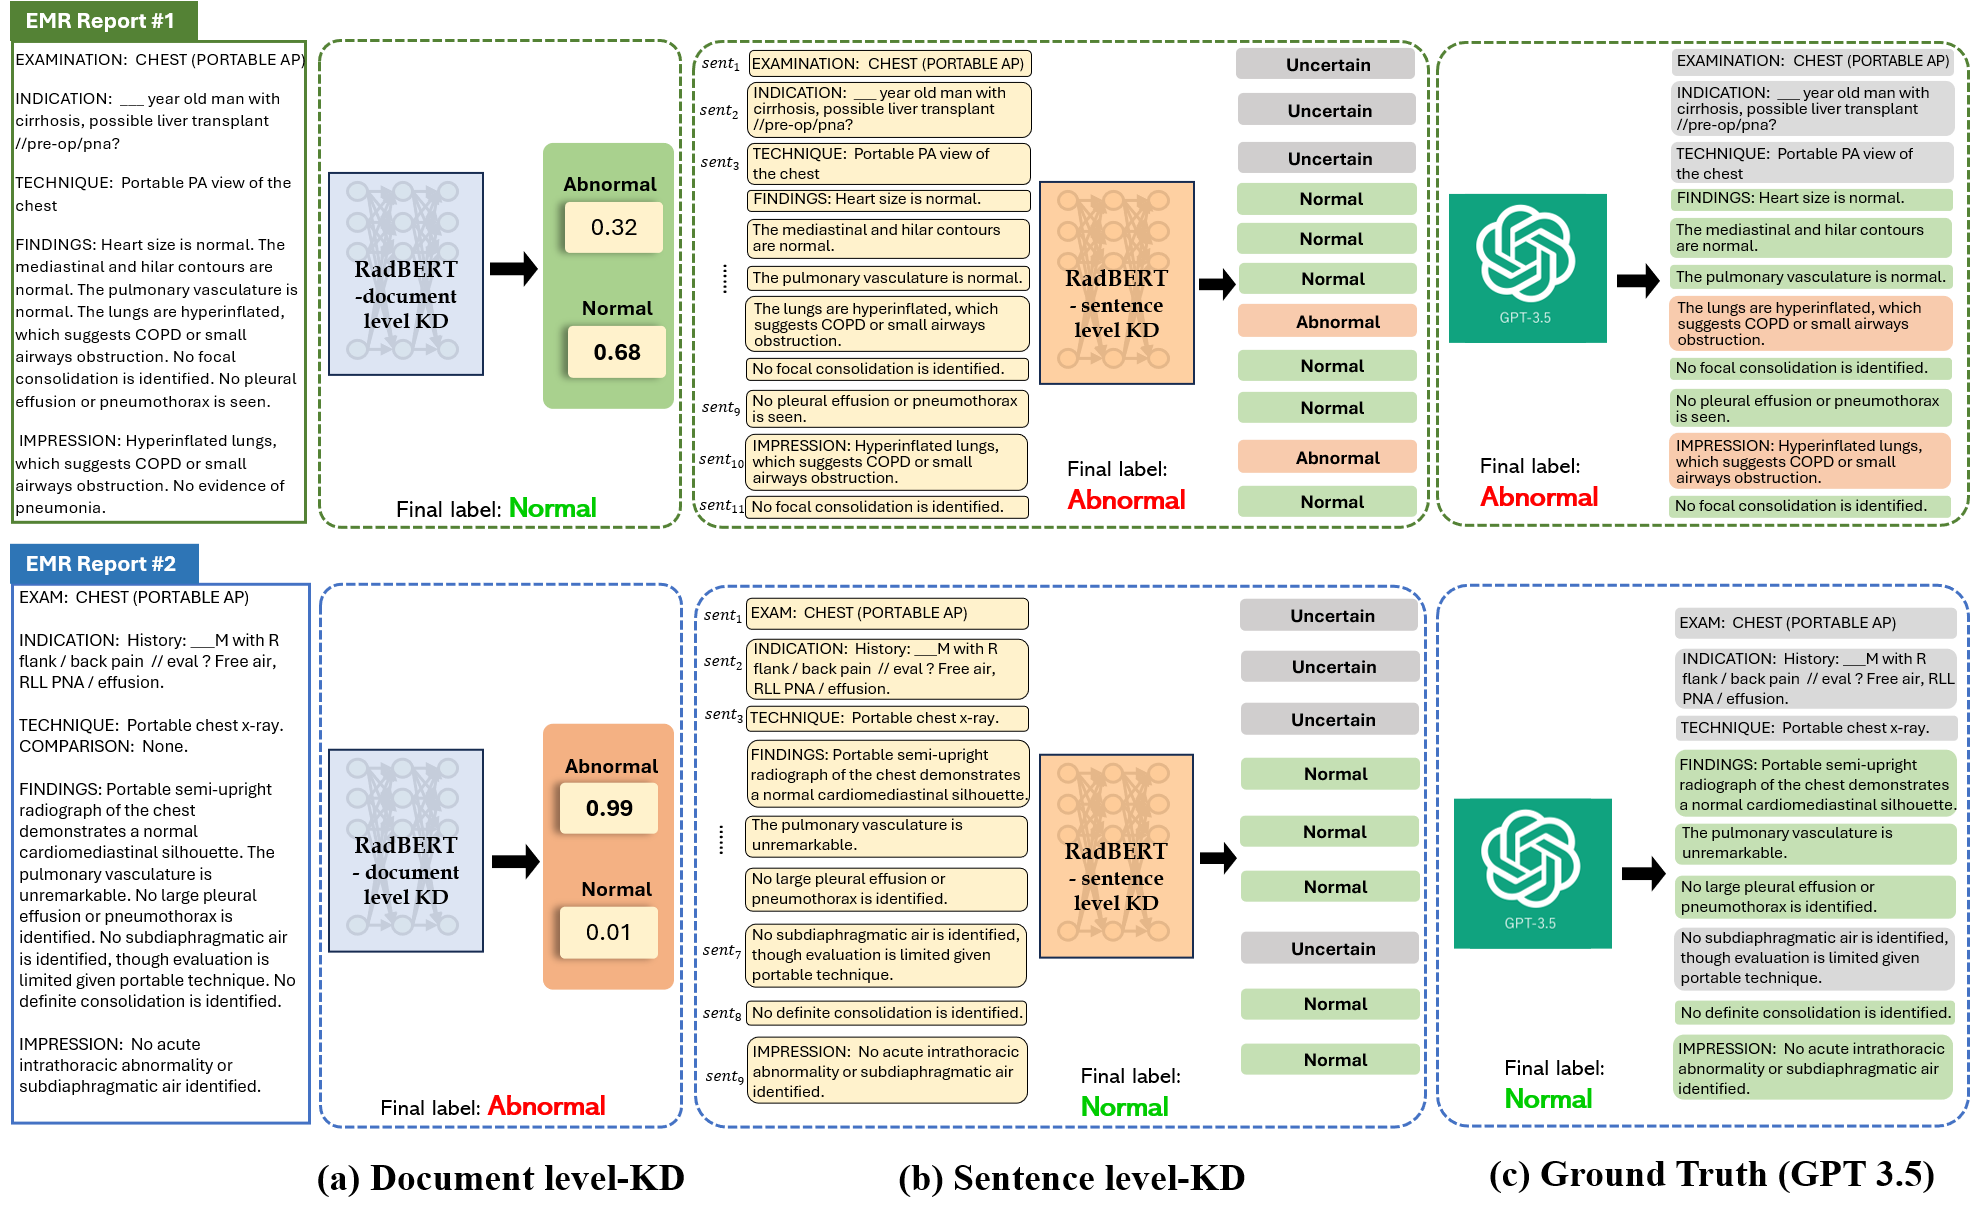 EMR Report #1
EXAMINATION: CHEST (PORTABLE AP)
INDICATION: ___ year old man with
cirrhosis, possible liver transplant
//pre-op/pna?
TECHNIQUE: Portable PA view of the
chest
FINDINGS: Heart size is normal. The
mediastinal and hilar contours are
normal. The pulmonary vasculature is
normal. The lungs are hyperinflated,
which suggests COPD or small
airways obstruction. No focal
consolidation is identified. No pleural
effusion or pneumothorax is seen.
IMPRESSION: Hyperinflated lungs,
which suggests COPD or small
airways obstruction. No evidence of
pneumonia.
RadBERT
-document
level KD
Abnormal
0.32
Normal
0.68
Final label: Normal
sent1
EXAMINATION: CHEST (PORTABLE AP)
sent2
INDICATION: ___ year old man with
cirrhosis, possible liver transplant
//pre-op/pna?
sent3
TECHNIQUE: Portable PA view of
the chest
FINDINGS: Heart size is normal.
The mediastinal and hilar contours
are normal.
The pulmonary vasculature is normal.
The lungs are hyperinflated, which
suggests COPD or small airways
obstruction.
No focal consolidation is identified.
sent9
No pleural effusion or pneumothorax
is seen.
sent10
IMPRESSION: Hyperinflated lungs,
which suggests COPD or small
airways obstruction.
sent11
No focal consolidation is identified.
RadBERT
- sentence
level KD
Final label:
Abnormal
Uncertain
Uncertain
Uncertain
Normal
Normal
Normal
Abnormal
Normal
Normal
Abnormal
Normal
GPT-3.5
Final label:
Abnormal
EXAMINATION: CHEST (PORTABLE AP)
INDICATION: ___ year old man with
cirrhosis, possible liver transplant
//pre-op/pna?
TECHNIQUE: Portable PA view of
the chest
FINDINGS: Heart size is normal.
The mediastinal and hilar contours
are normal.
The pulmonary vasculature is normal.
The lungs are hyperinflated, which
suggests COPD or small airways
obstruction.
No focal consolidation is identified.
No pleural effusion or pneumothorax
is seen.
IMPRESSION: Hyperinflated lungs,
which suggests COPD or small
airways obstruction.
No focal consolidation is identified.
EMR Report #2
EXAM: CHEST (PORTABLE AP)
INDICATION: History: ___M with R
flank / back pain // eval ? Free air,
RLL PNA / effusion.
TECHNIQUE: Portable chest x-ray.
COMPARISON: None.
FINDINGS: Portable semi-upright
radiograph of the chest
demonstrates a normal
cardiomediastinal silhouette. The
pulmonary vasculature is
unremarkable. No large pleural
effusion or pneumothorax is
identified. No subdiaphragmatic air
is identified, though evaluation is
limited given portable technique. No
definite consolidation is identified.
IMPRESSION: No acute
intrathoracic abnormality or
subdiaphragmatic air identified.
RadBERT
- document
level KD
Abnormal
0.99
Normal
0.01
Final label: Abnormal
sent1
EXAM: CHEST (PORTABLE AP)
sent2
INDICATION: History: ___M with R
flank / back pain // eval ? Free air,
RLL PNA / effusion.
sent3
TECHNIQUE: Portable chest x-ray.
FINDINGS: Portable semi-upright
radiograph of the chest demonstrates
a normal cardiomediastinal silhouette.
The pulmonary vasculature is
unremarkable.
No large pleural effusion or
pneumothorax is identified.
sent7
No subdiaphragmatic air is identified,
though evaluation is limited given
portable technique.
sent8
No definite consolidation is identified.
sent9
IMPRESSION: No acute intrathoracic
abnormality or subdiaphragmatic air
identified.
RadBERT
- sentence
level KD
Final label:
Normal
Uncertain
Uncertain
Uncertain
Normal
Normal
Normal
Uncertain
Normal
Normal
GPT-3.5
Final label:
Normal
EXAM: CHEST (PORTABLE AP)
INDICATION: History: ___M with R
flank / back pain // eval ? Free air, RLL
PNA / effusion.
TECHNIQUE: Portable chest x-ray.
FINDINGS: Portable semi-upright
radiograph of the chest demonstrates
a normal cardiomediastinal silhouette.
The pulmonary vasculature is
unremarkable.
No large pleural effusion or
pneumothorax is identified.
No subdiaphragmatic air is identified,
though evaluation is limited given
portable technique.
No definite consolidation is identified.
IMPRESSION: No acute intrathoracic
abnormality or subdiaphragmatic air
identified.
(a) Document level-KD
(b) Sentence level-KD
(c) Ground Truth (GPT 3.5)